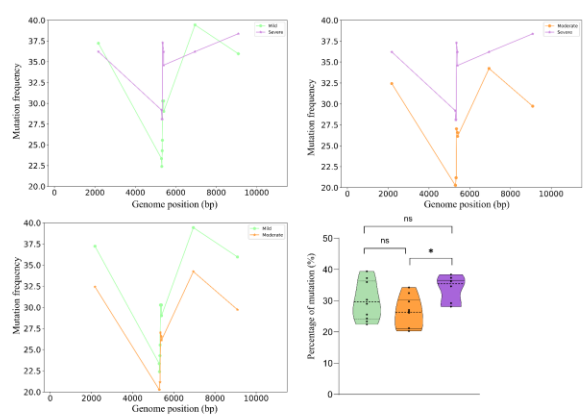 40.0
37.5
35.0
32.5
30.0
27.5
25.0
22.5
20.0
Mutation frequency
0 2000 4000 6000 8000 10000
Genome position (bp)
Mild
Severe
40.0
37.5
35.0
32.5
30.0
27.5
25.0
22.5
20.0
Mutation frequency
0 2000 4000 6000 8000 10000
Genome position (bp)
Moderate
Severe
40.0
37.5
35.0
32.5
30.0
27.5
25.0
22.5
20.0
Mutation frequency
0 2000 4000 6000 8000 10000
Genome position (bp)
Mild
Moderate
ns
ns
*
50
40
30
20
10
0
Percentage of mutation (%)